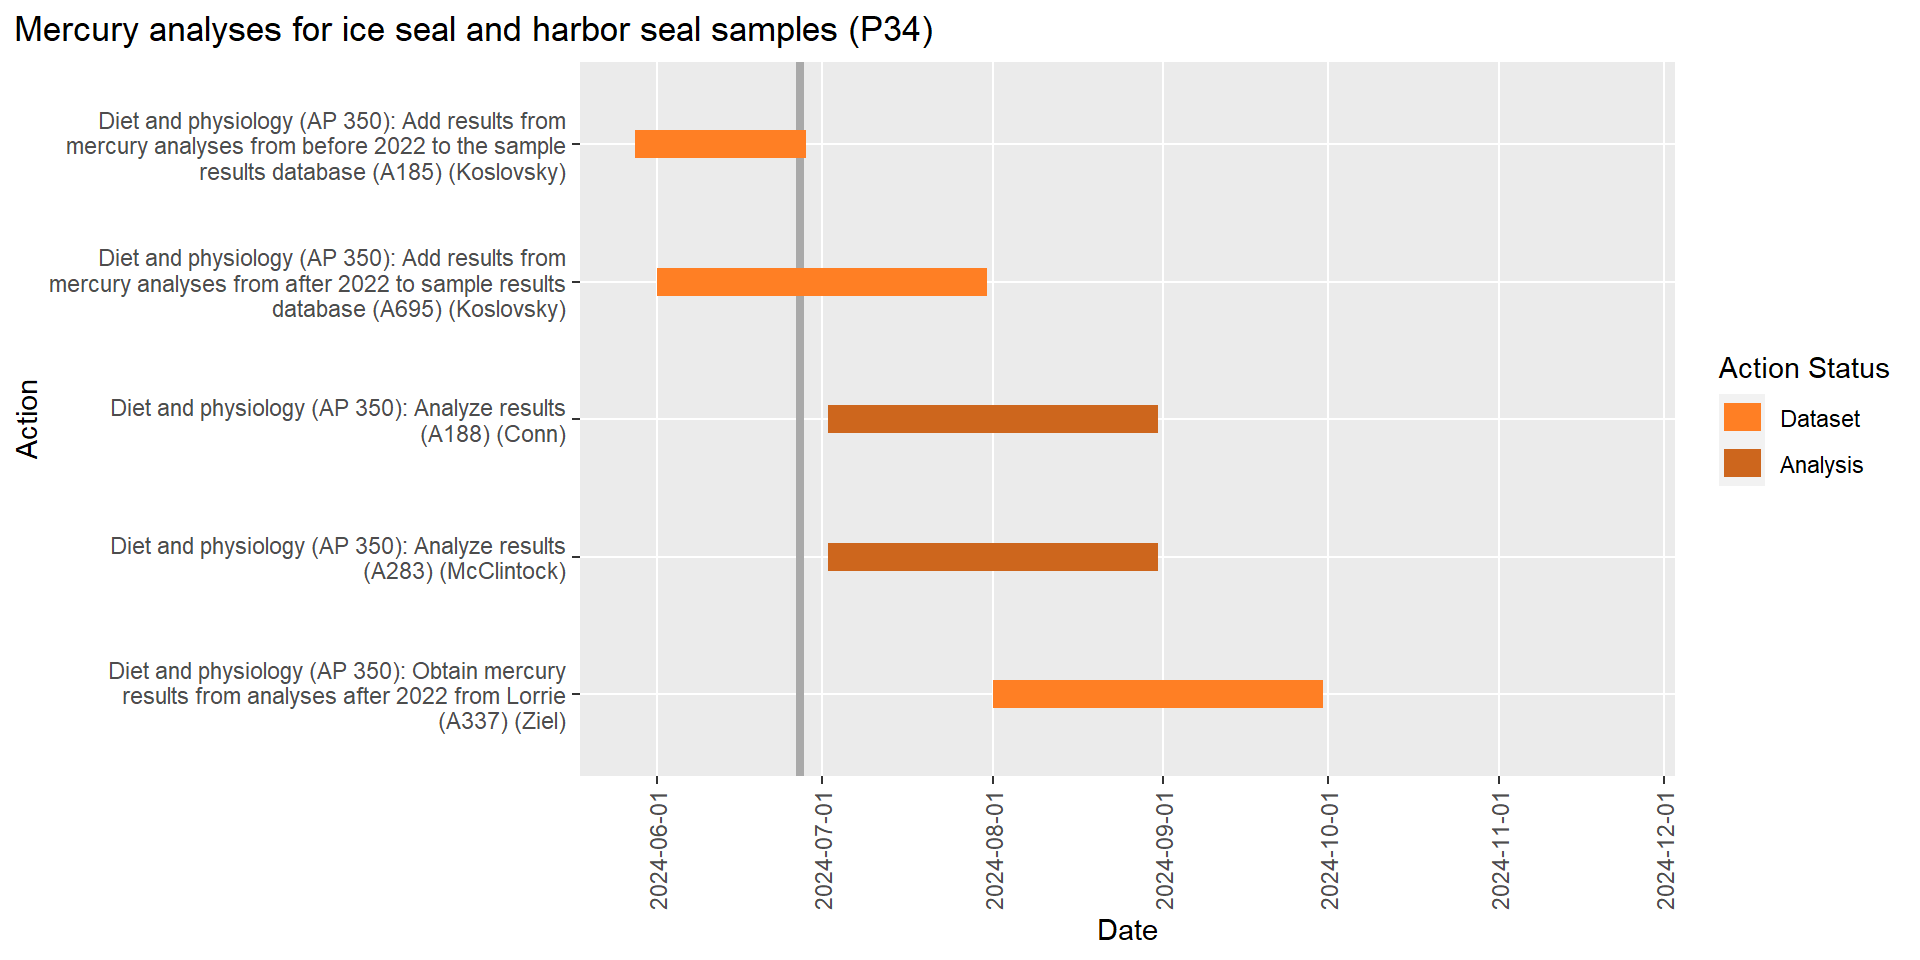 Mercury analyses for ice seal and harbor seal samples (P34)
Diet and physiology (AP 350): Add results from
mercury analyses from before 2022 to the sample
results database (A185) (Koslovsky)
Diet and physiology (AP 350): Add results from
mercury analyses from after 2022 to sample results
database (A695) (Koslovsky)
Diet and physiology (AP 350): Analyze results
(A188) (Conn)
Diet and physiology (AP 350): Analyze results
(A283) (McClintock)
Diet and physiology (AP 350): Obtain mercury
results from analyses after 2022 from Lorrie
(A337) (Ziel)
Action
2024-06-01
2024-07-01
2024-08-01
2024-09-01
2024-10-01
2024-11-01
2024-12-01
Date
Action Status
Dataset
Analysis